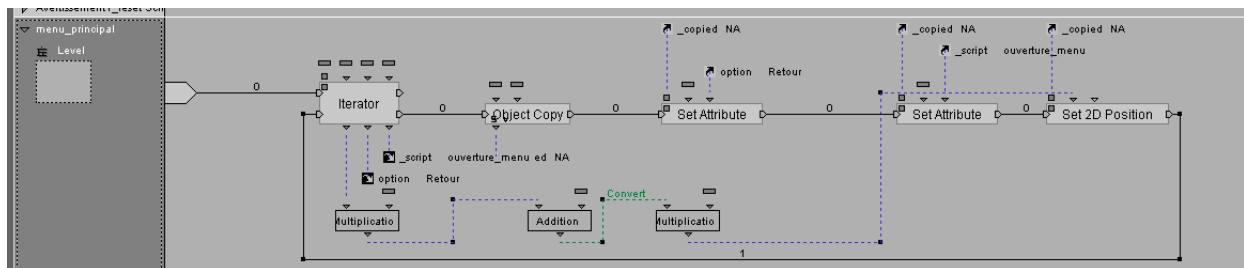 Avertissement1_reset Scri
menu_principal
Level
_copied NA
_copied NA
_copied NA
_script ouverture_menu
option Retour
0
Iterator
0
Object Copy
0
Set Attribute
0
Set Attribute
0
Set 2D Position
_script ouverture_menu ed NA
option Retour
Convert
Multiplicatio
Addition
Multiplicatio
1